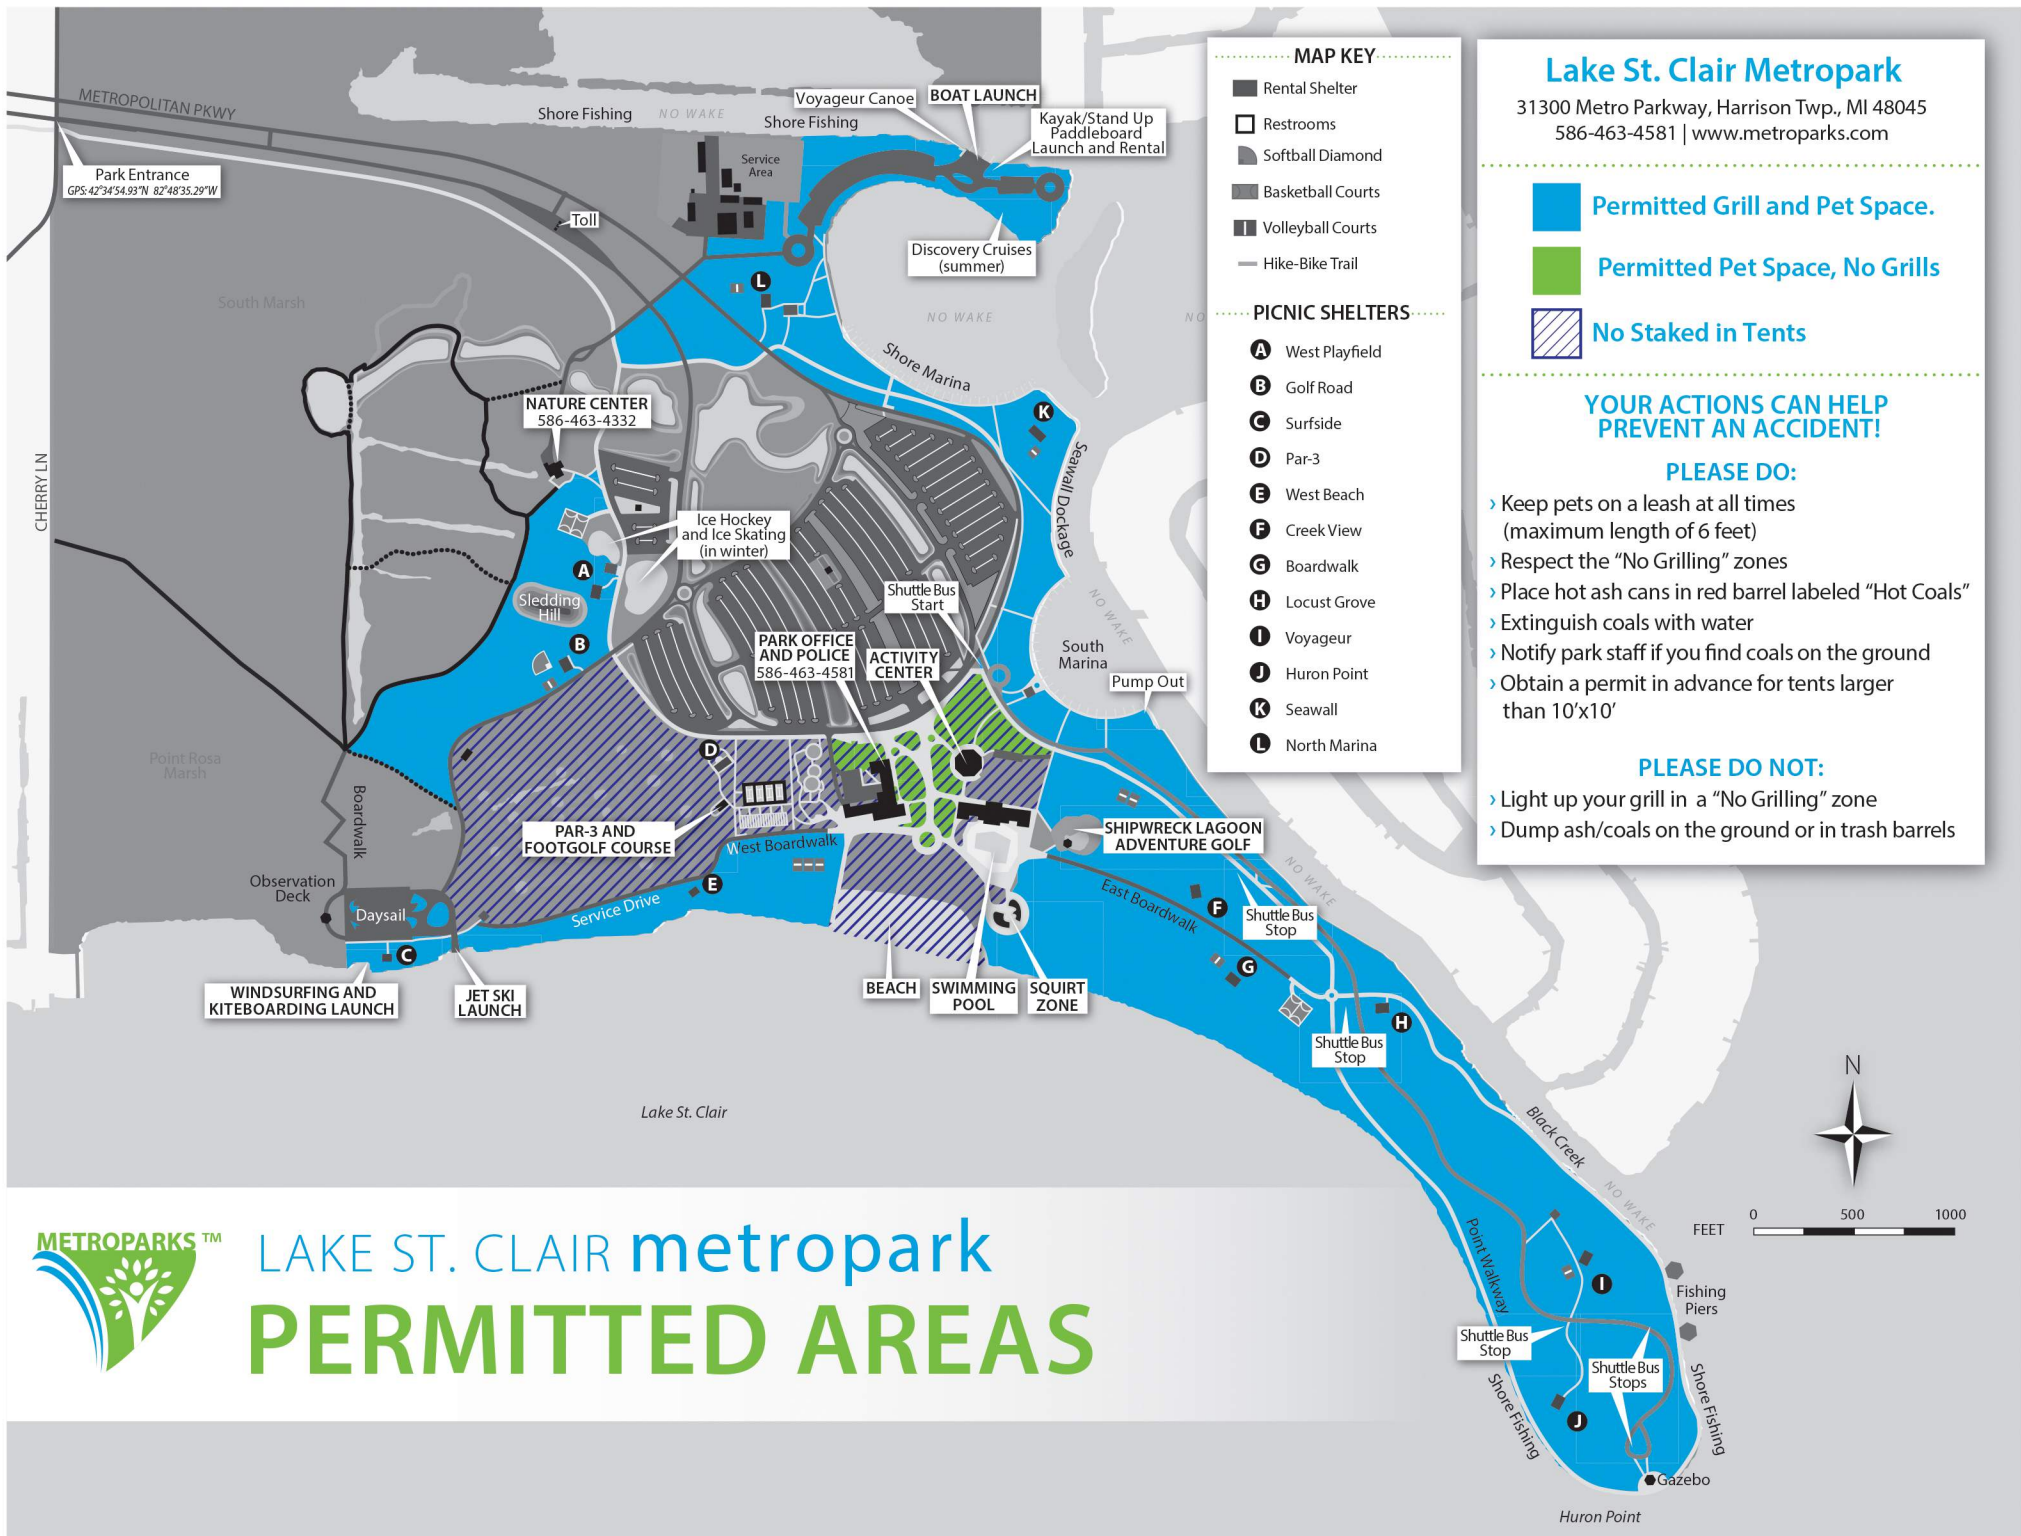 METROPOLITAN PKWY
Park Entrance
GPS: 42°34'54.93"N 82°48'35.29"W
Toll
South Marsh
CHERRY LN
Shore Fishing
NO WAKE
Shore Fishing
Service
Area
Voyageur Canoe
BOAT LAUNCH
Kayak/Stand Up
Paddleboard
Launch and Rental
Discovery Cruises
(summer)
L
NO WAKE
NO
Shore Marina
K
Seawall Dockage
NATURE CENTER
586-463-4332
Ice Hockey
and Ice Skating
(in winter)
A
Sledding
Hill
B
Shuttle Bus
Start
NO WAKE
South
Marina
Pump Out
PARK OFFICE
AND POLICE
586-463-4581
ACTIVITY
CENTER
Point Rosa
Marsh
Boardwalk
D
PAR-3 AND
FOOTGOLF COURSE
West Boardwalk
SHIPWRECK LAGOON
ADVENTURE GOLF
NO WAKE
Observation
Deck
Daysail
E
Service Drive
East Boardwalk
F
Shuttle Bus
Stop
C
G
WINDSURFING AND
KITEBOARDING LAUNCH
JET SKI
LAUNCH
BEACH
SWIMMING
POOL
SQUIRT
ZONE
H
Shuttle Bus
Stop
Lake St. Clair
Black Creek
NO WAKE
Point Walkway
I
Fishing
Piers
Shuttle Bus
Stop
Shuttle Bus
Stops
Shore Fishing
Shore Fishing
J
Gazebo
Huron Point
N
FEET
0 500 1000
MAP KEY
Rental Shelter
Restrooms
Softball Diamond
Basketball Courts
Volleyball Courts
Hike-Bike Trail
PICNIC SHELTERS
A West Playfield
B Golf Road
C Surfside
D Par-3
E West Beach
F Creek View
G Boardwalk
H Locust Grove
I Voyageur
J Huron Point
K Seawall
L North Marina
Lake St. Clair Metropark
31300 Metro Parkway, Harrison Twp., MI 48045
586-463-4581 | www.metroparks.com
Permitted Grill and Pet Space.
Permitted Pet Space, No Grills
No Staked in Tents
YOUR ACTIONS CAN HELP
PREVENT AN ACCIDENT!
PLEASE DO:
› Keep pets on a leash at all times
(maximum length of 6 feet)
› Respect the “No Grilling” zones
› Place hot ash cans in red barrel labeled “Hot Coals”
› Extinguish coals with water
› Notify park staff if you find coals on the ground
› Obtain a permit in advance for tents larger
than 10’x10’
PLEASE DO NOT:
› Light up your grill in a “No Grilling” zone
› Dump ash/coals on the ground or in trash barrels
METROPARKS TM
LAKE ST. CLAIR metropark
PERMITTED AREAS